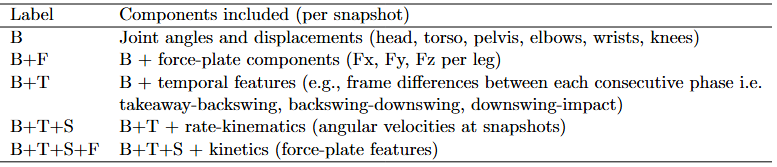 Label Components included (per snapshot)
B Joint angles and displacements (head, torso, pelvis, elbows, wrists, knees)
B+F B + force-plate components (Fx, Fy, Fz per leg)
B+T B + temporal features (e.g., frame differences between each consecutive phase i.e.
takeaway-backswing, backswing-downswing, downswing-impact)
B+T+S B+T + rate-kinematics (angular velocities at snapshots)
B+T+S+F B+T+S + kinetics (force-plate features)